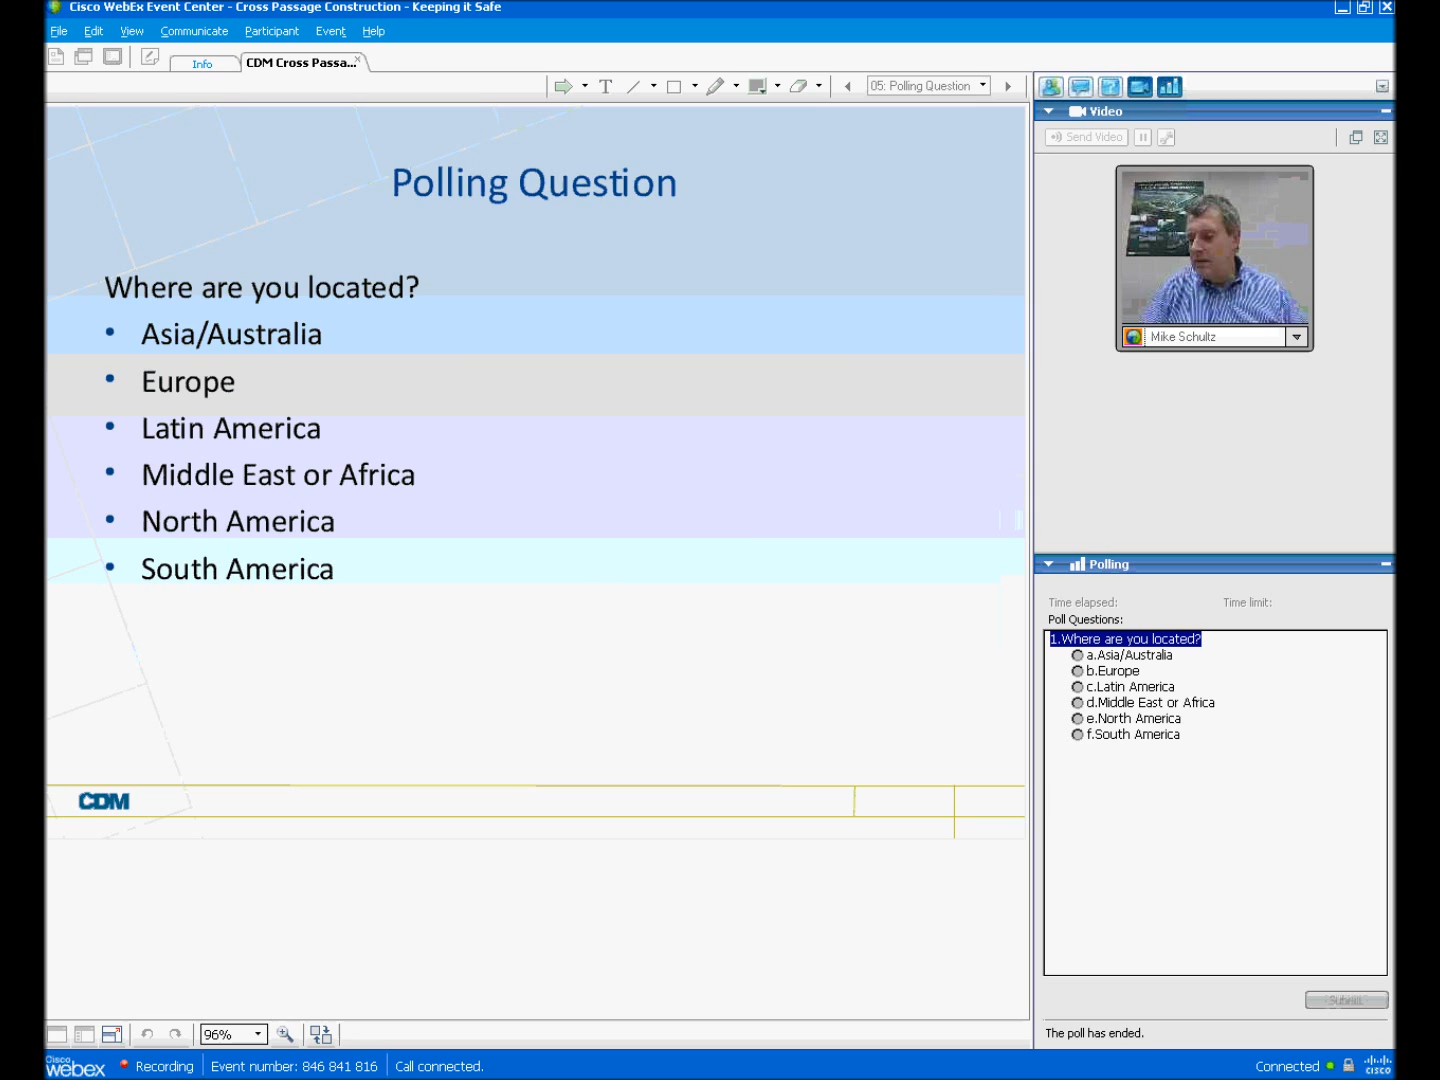 Cisco WebEx Event Center - Cross Passage Construction - Keeping it Safe
File Edit View Communicate Participant Event Help
Info CDM Cross Passa...
05: Polling Question
Polling Question
Where are you located?
• Asia/Australia
• Europe
• Latin America
• Middle East or Africa
• North America
• South America
CDM
Video
Send Video
Mike Schultz
Polling
Time elapsed: Time limit:
Poll Questions:
1.Where are you located?
a.Asia/Australia
b.Europe
c.Latin America
d.Middle East or Africa
e.North America
f.South America
Submit
The poll has ended.
96%
cisco webex Recording Event number: 846 841 816 Call connected. Connected cisco